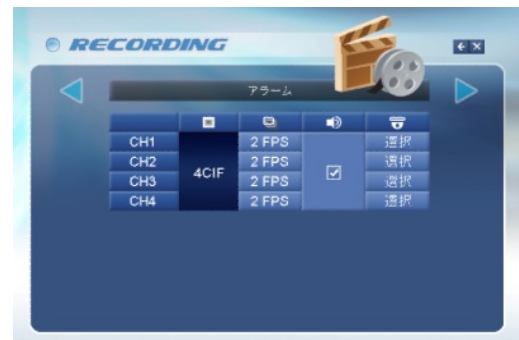 RECORDING
アラーム
CH1 4CIF 2 FPS 選択
CH2 2 FPS 選択
CH3 2 FPS 選択
CH4 2 FPS 選択